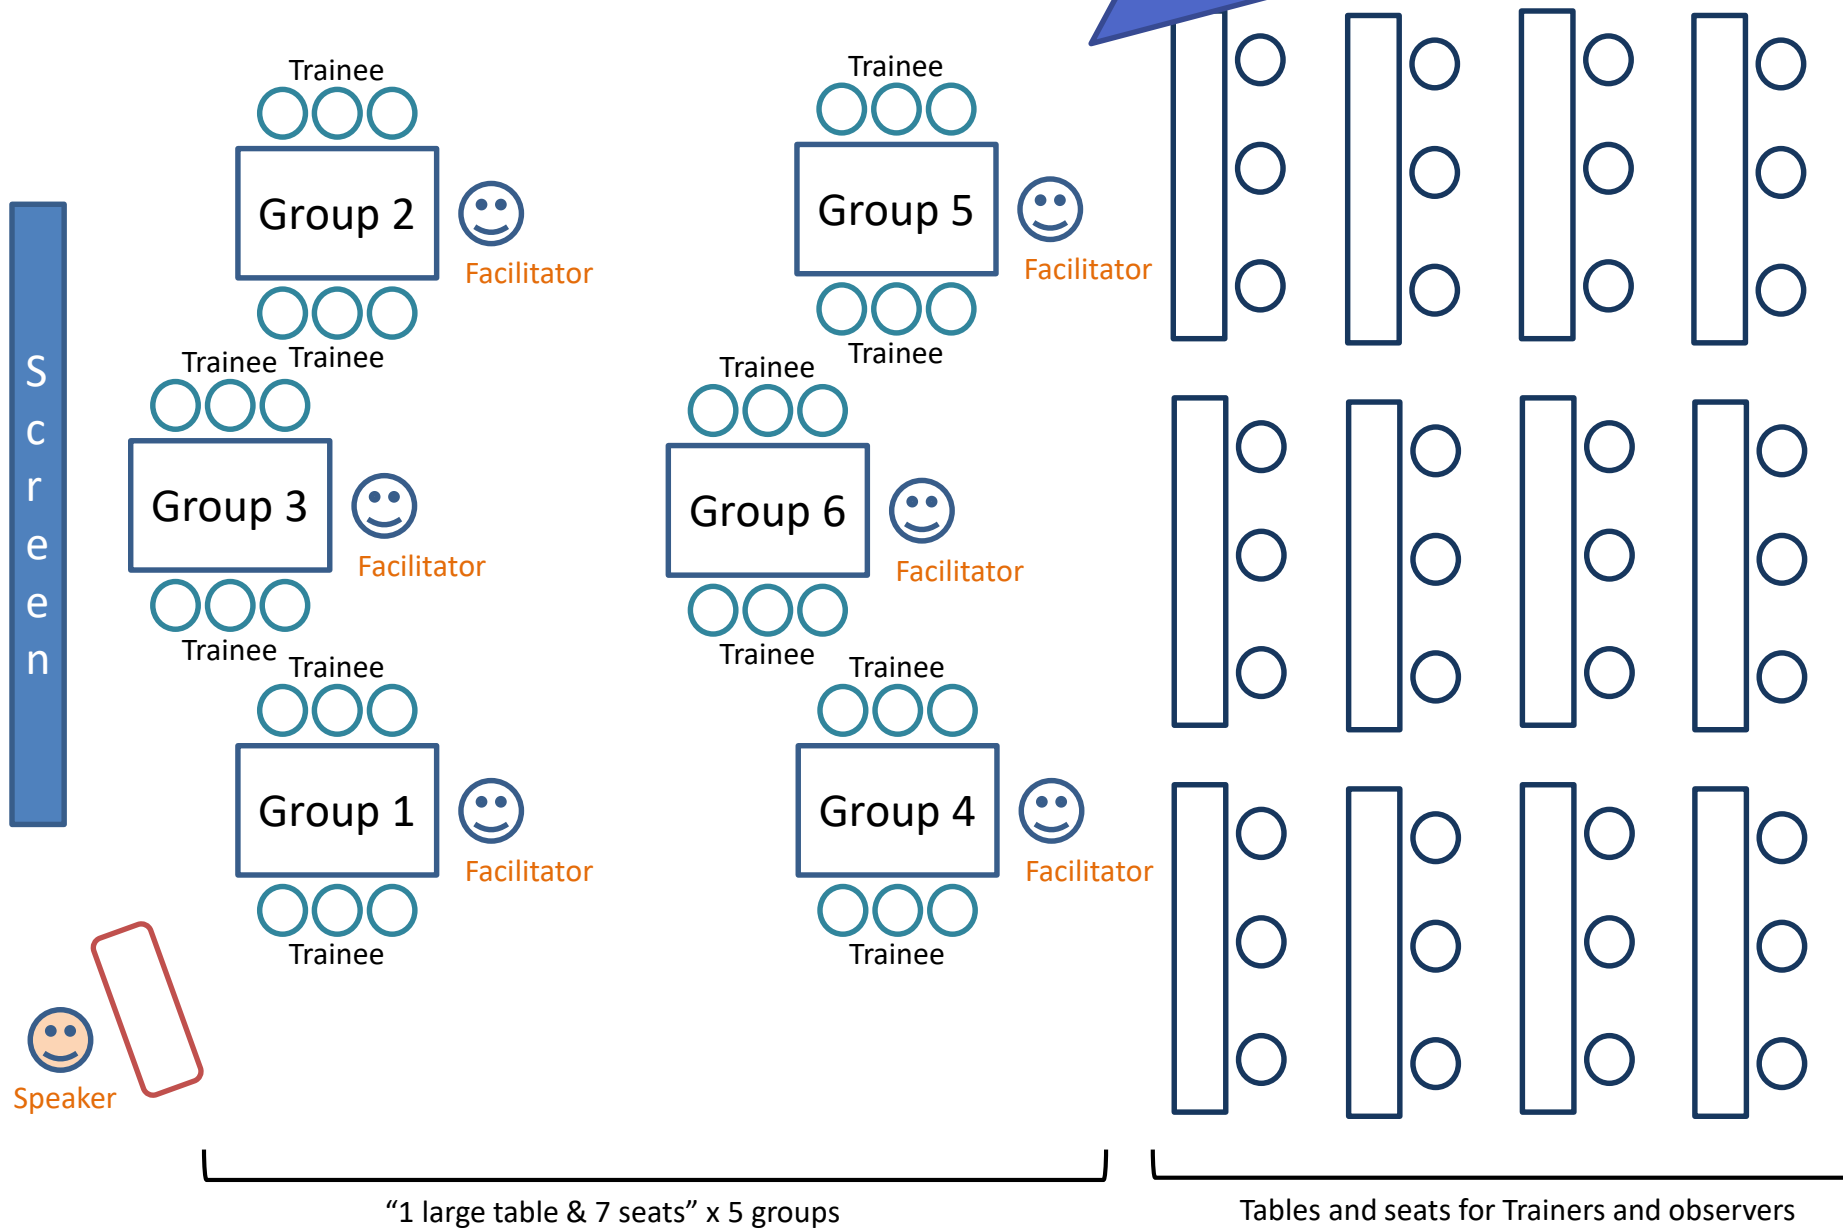 Trainee
Group 2
Facilitator
Trainee
Trainee
Group 5
Facilitator
Trainee
Screen
Trainee
Group 3
Facilitator
Trainee
Trainee
Group 6
Facilitator
Trainee
Trainee
Group 1
Facilitator
Trainee
Trainee
Group 4
Facilitator
Trainee
Speaker
“1 large table & 7 seats” x 5 groups
Tables and seats for Trainers and observers